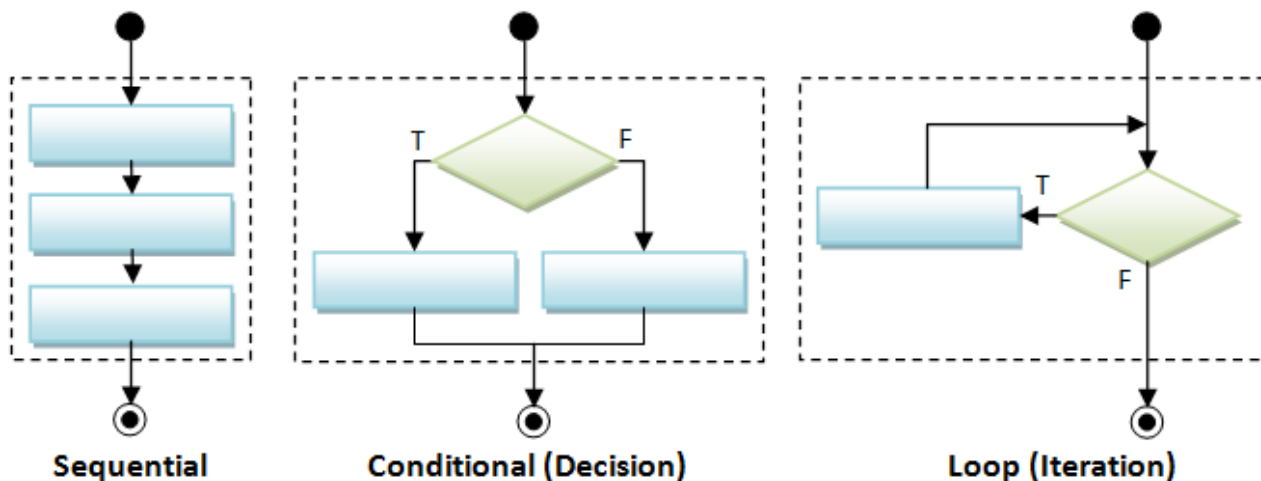 T
F
T
F
Sequential
Conditional (Decision)
Loop (Iteration)